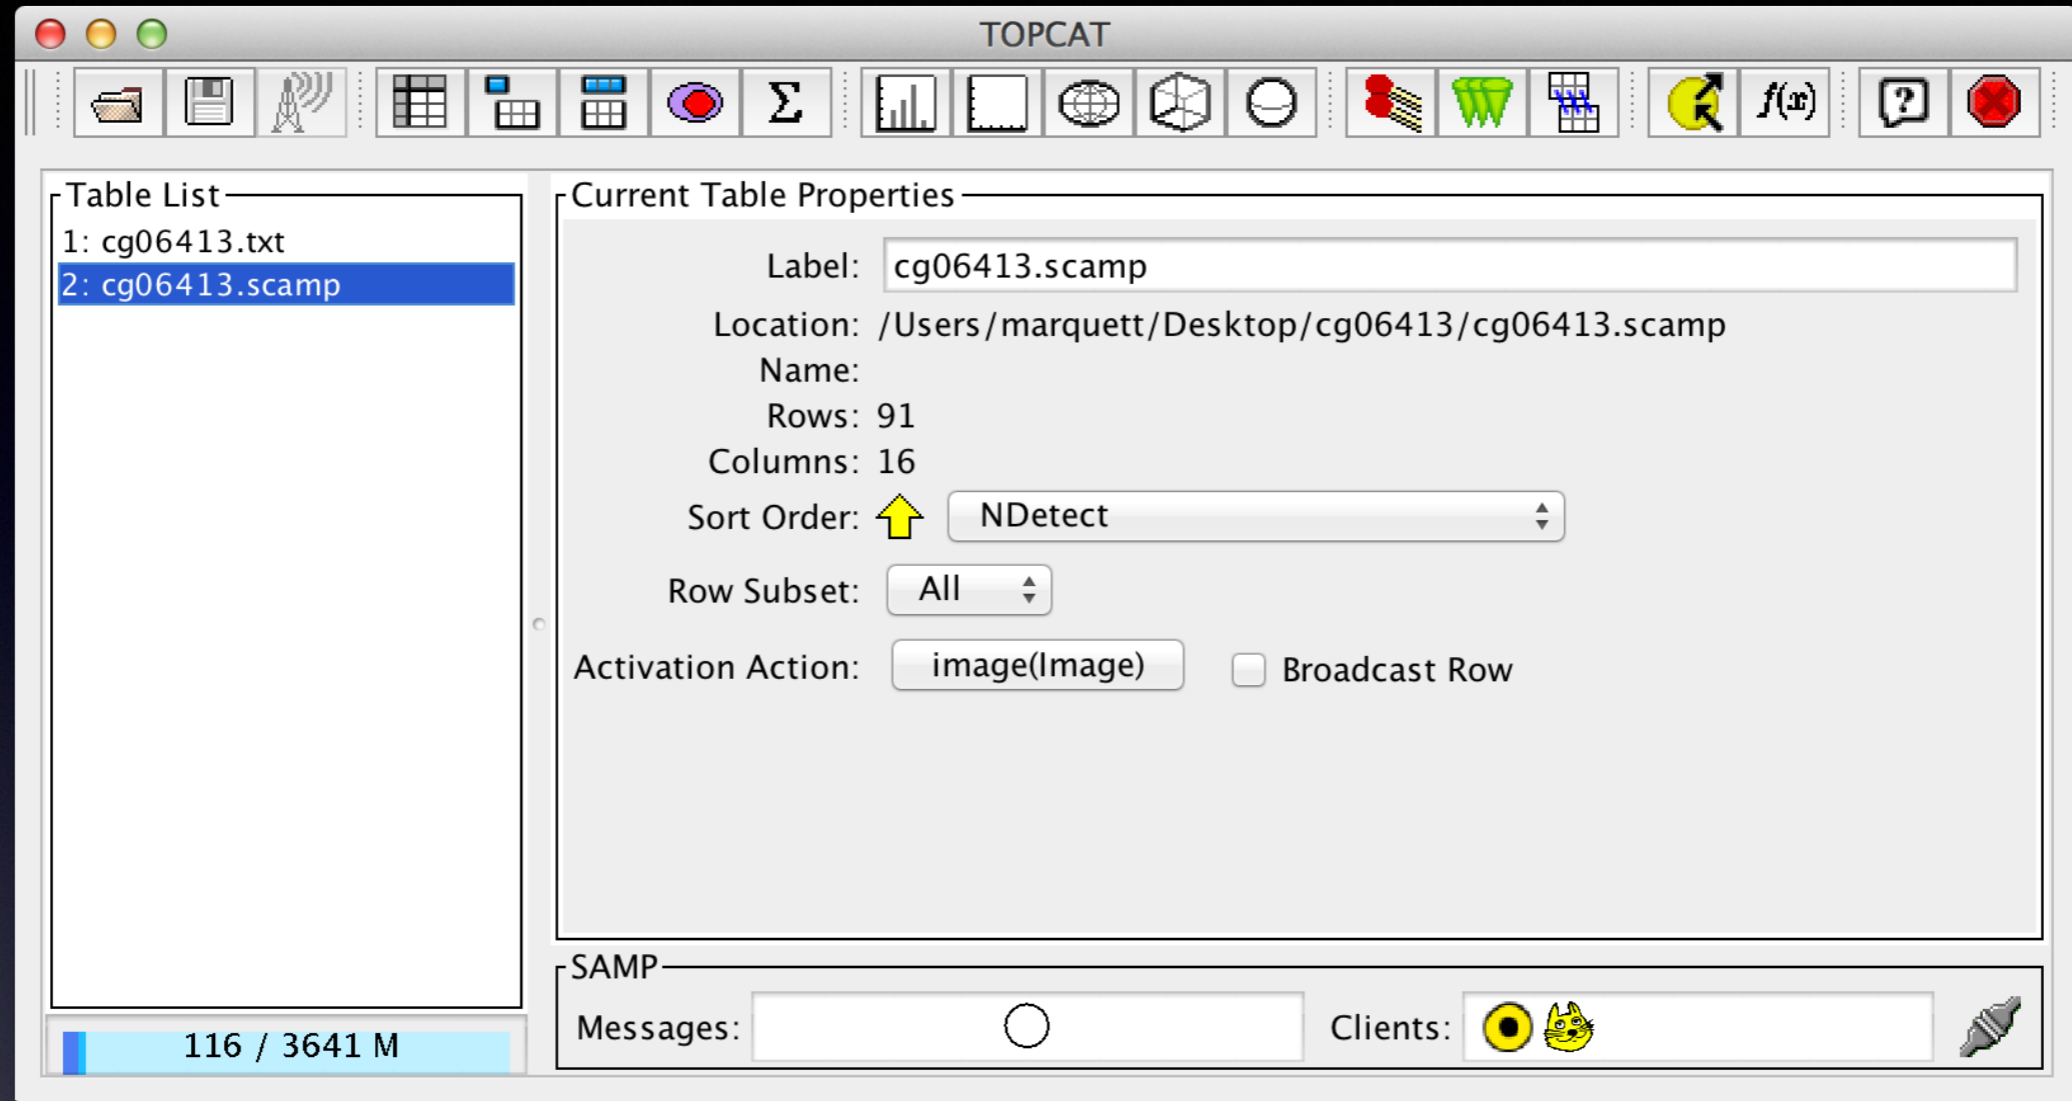 TOPCAT
Σ
f(x)
?
Table List
1: cg06413.txt
2: cg06413.scamp
116 / 3641 M
Current Table Properties
Label: cg06413.scamp
Location: /Users/marquett/Desktop/cg06413/cg06413.scamp
Name:
Rows: 91
Columns: 16
Sort Order: NDetect
Row Subset: All
Activation Action: image(Image) Broadcast Row
SAMP
Messages: Clients: